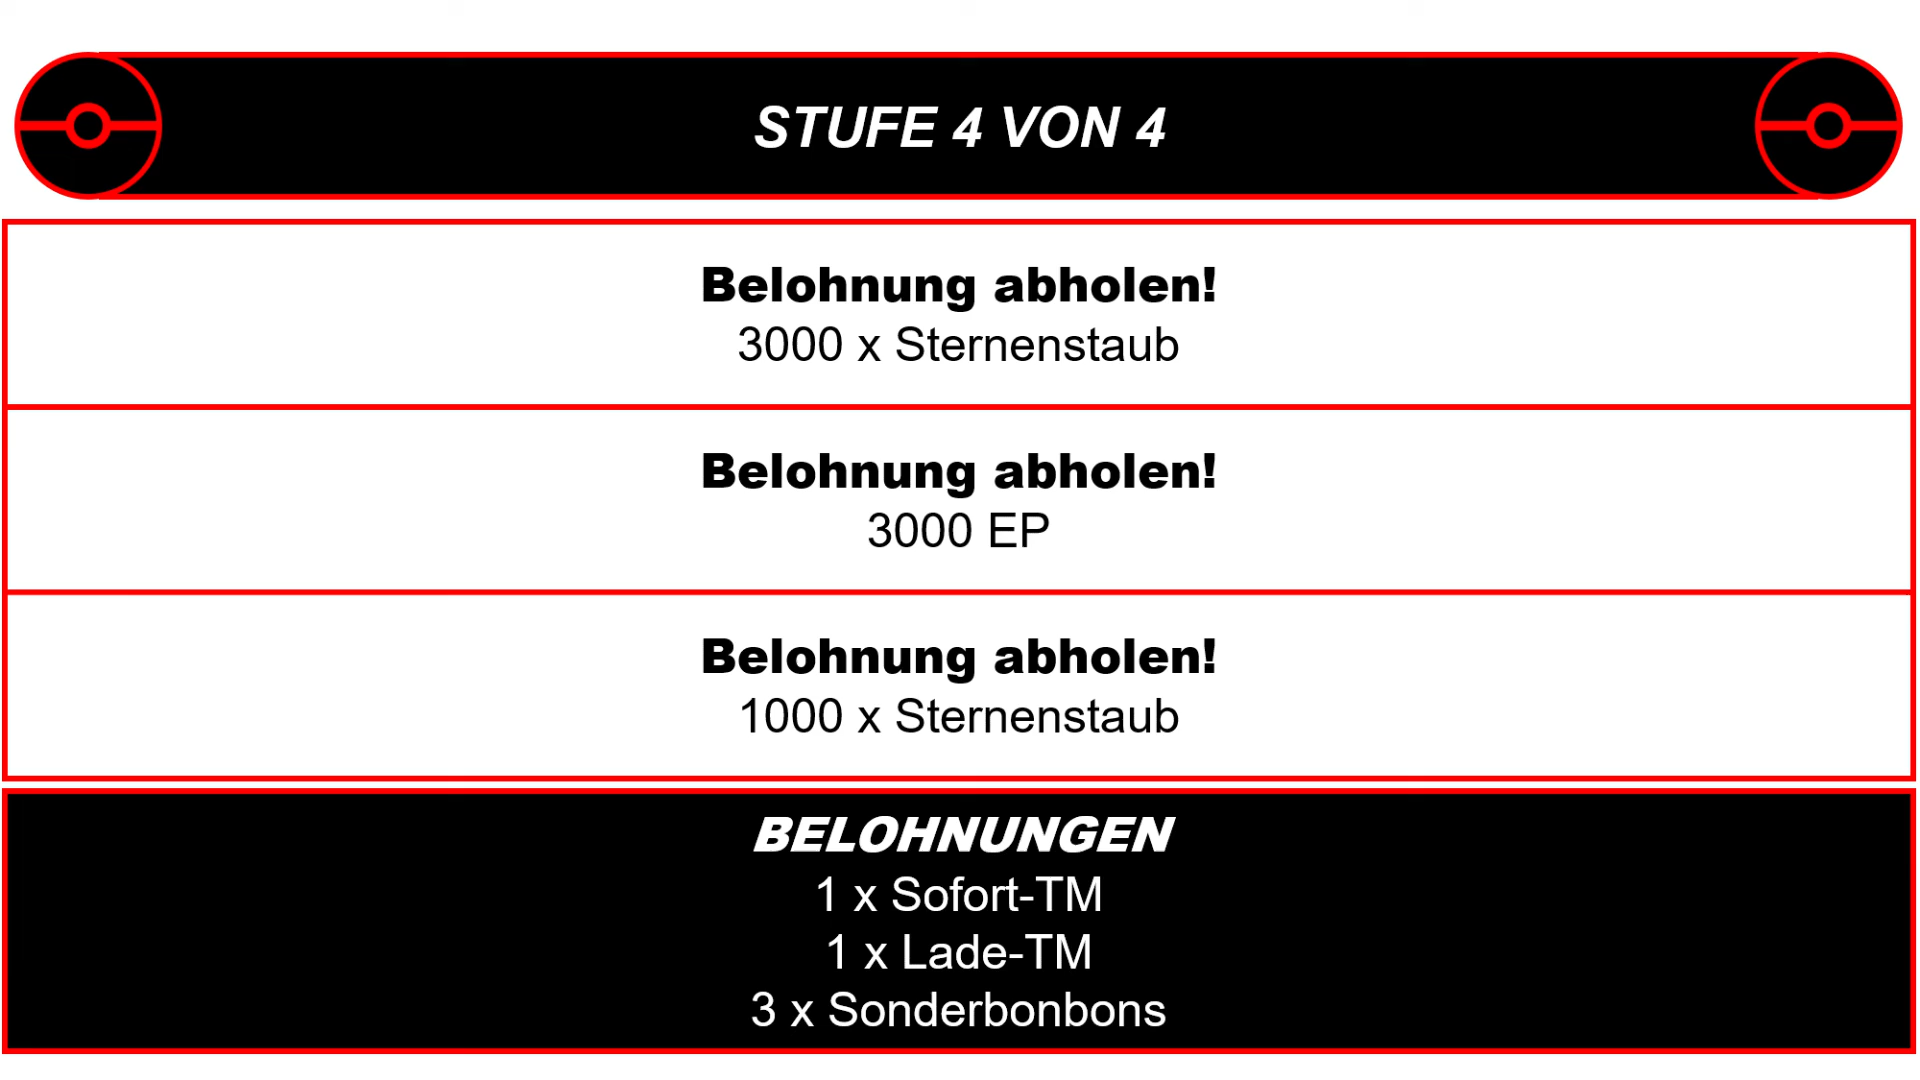 STUFE 4 VON 4
Belohnung abholen!
3000 x Sternenstaub
Belohnung abholen!
3000 EP
Belohnung abholen!
1000 x Sternenstaub
BELOHNUNGEN
1 x Sofort-TM
1 x Lade-TM
3 x Sonderbonbons